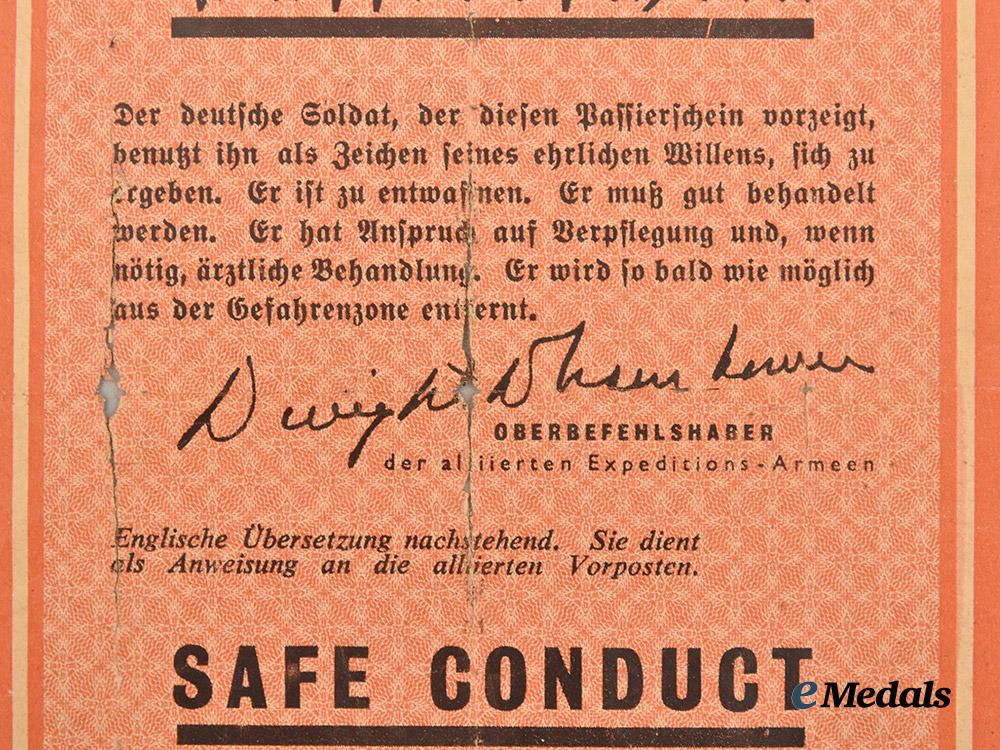 Der deutsche Soldat, der diesen Passierschein vorzeigt,
benutzt ihn als Zeichen seines ehrlichen Willens, sich zu
ergeben. Er ist zu entwaffnen. Er muß gut behandelt
werden. Er hat Anspruch auf Verpflegung und, wenn
nötig, ärztliche Behandlung. Er wird so bald wie möglich
aus der Gefahrenzone entfernt.
Dwight D Eisenhower
OBERBEFEHLSHABER
der alliierten Expeditions-Armeen
Englische Übersetzung nachstehend. Sie dient
als Anweisung an die alliierten Vorposten.
SAFE CONDUCT
eMedals